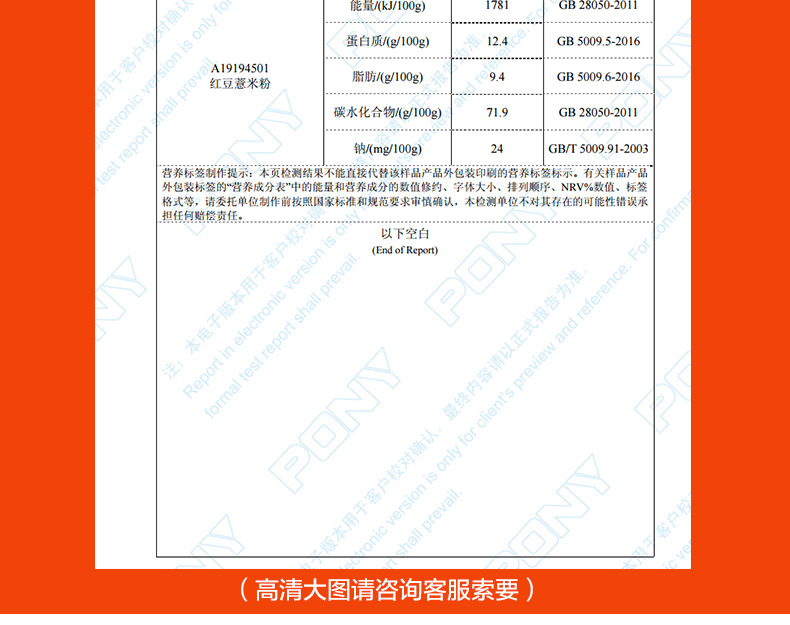 能量/(kJ/100g) 1781 GB 28050-2011
蛋白质/(g/100g) 12.4 GB 5009.5-2016
A19194501
红豆薏米粉
脂肪/(g/100g) 9.4 GB 5009.6-2016
碳水化合物/(g/100g) 71.9 GB 28050-2011
钠/(mg/100g) 24 GB/T 5009.91-2003
营养标签制作提示：本页检测结果不能直接代替该样品产品外包装印刷的营养标签标示。有关样品产品
外包装标签的“营养成分表”中的能量和营养成分的数值修约、字体大小、排列顺序、NRV%数值、标签
格式等，请委托单位制作前按照国家标准和规范要求审慎确认，本检测单位不对其存在的可能性错误承
担任何赔偿责任。
以下空白
(End of Report)
注：本电子版本用于客户校对确认。最终内容请以正式报告为准。
Report in electronic version is only for client's preview and reference. For confirm
formal test report shall prevail.
PONY
PONY
PONY
PONY
PONY
（高清大图请咨询客服索要）